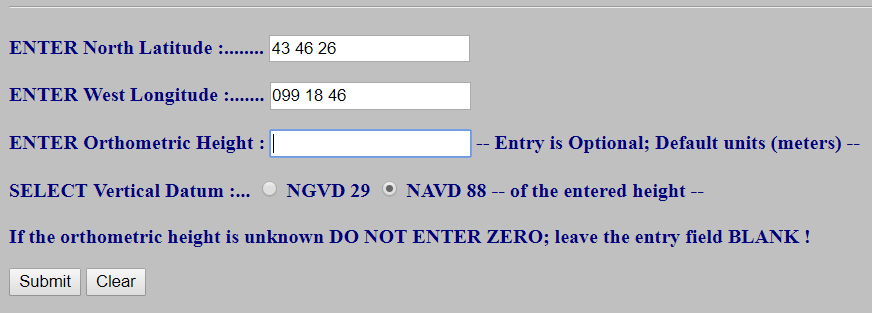 ENTER North Latitude :........ 43 46 26
ENTER West Longitude :....... 099 18 46
ENTER Orthometric Height : -- Entry is Optional; Default units (meters) --
SELECT Vertical Datum :... NGVD 29 NAVD 88 -- of the entered height --
If the orthometric height is unknown DO NOT ENTER ZERO; leave the entry field BLANK !
Submit Clear